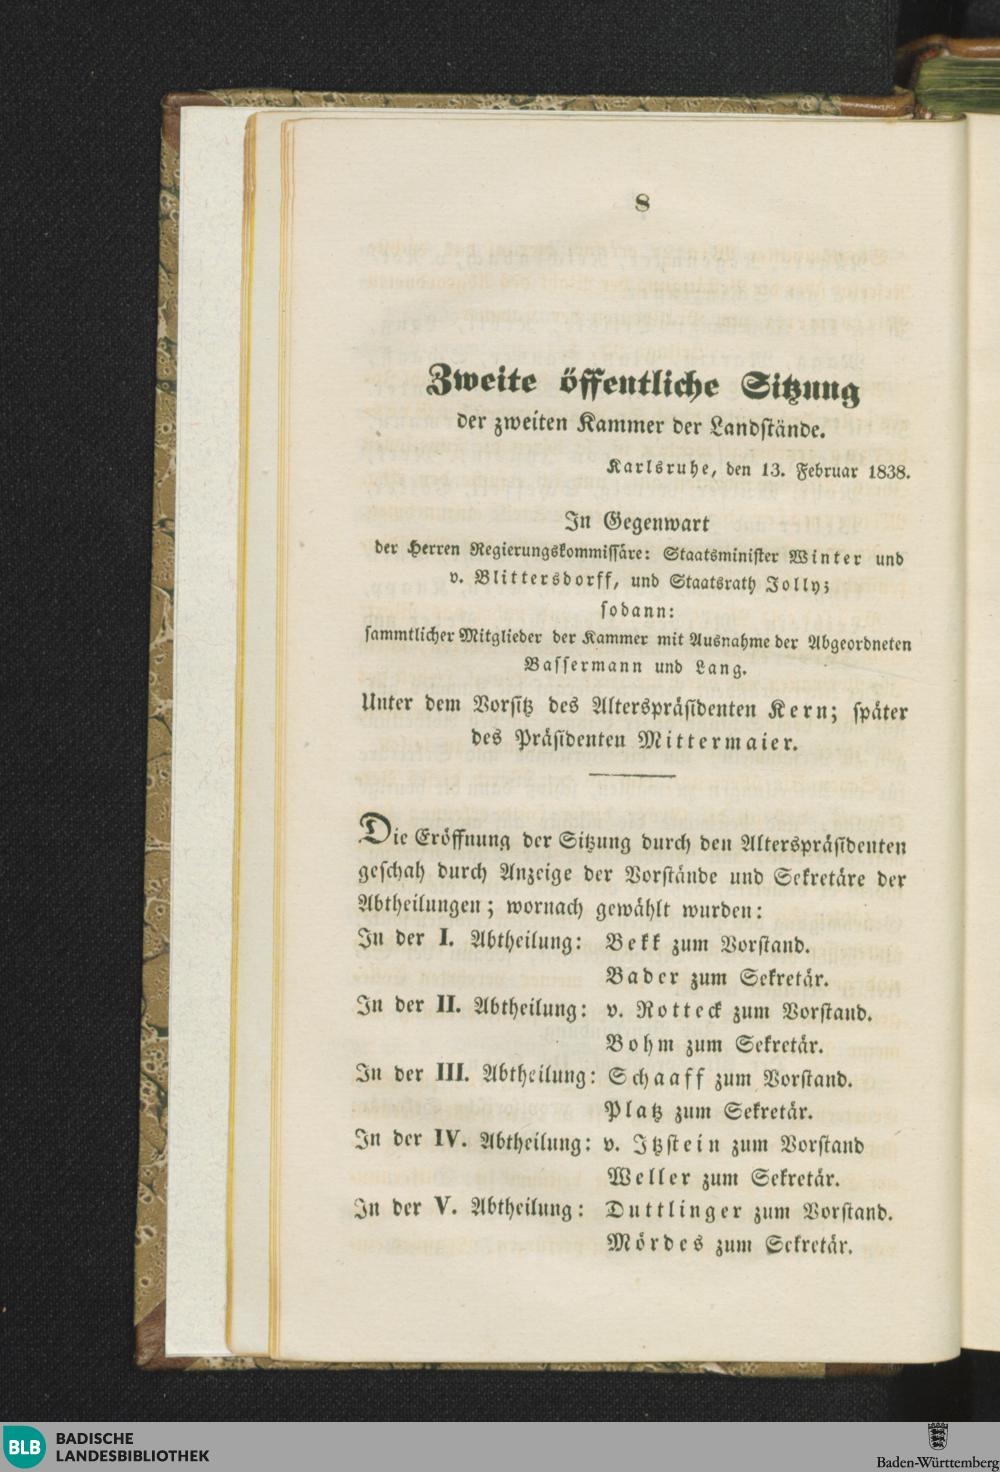 8
Zweite öffentliche Sitzung
der zweiten Kammer der Landstände.
Karlsruhe, den 13. Februar 1838.
In Gegenwart
der Herren Regierungskommissäre: Staatsminister Winter und
v. Blittersdorff, und Staatsrath Jolly;
sodann:
sammtlicher Mitglieder der Kammer mit Ausnahme der Abgeordneten
Bassermann und Lang.
Unter dem Vorsitz des Alterspräsidenten Kern; später
des Präsidenten Mittermaier.
Die Eröffnung der Sitzung durch den Alterspräsidenten
geschah durch Anzeige der Vorstände und Sekretäre der
Abtheilungen; wornach gewählt wurden:
In der I. Abtheilung: Bekk zum Vorstand.
Bader zum Sekretär.
In der II. Abtheilung: v. Rotteck zum Vorstand.
Bohm zum Sekretär.
In der III. Abtheilung: Schaaff zum Vorstand.
Platz zum Sekretär.
In der IV. Abtheilung: v. Itzstein zum Vorstand
Weller zum Sekretär.
In der V. Abtheilung: Duttlinger zum Vorstand.
Mördes zum Sekretär.
BLB BADISCHE
LANDESBIBLIOTHEK
Baden-Württemberg